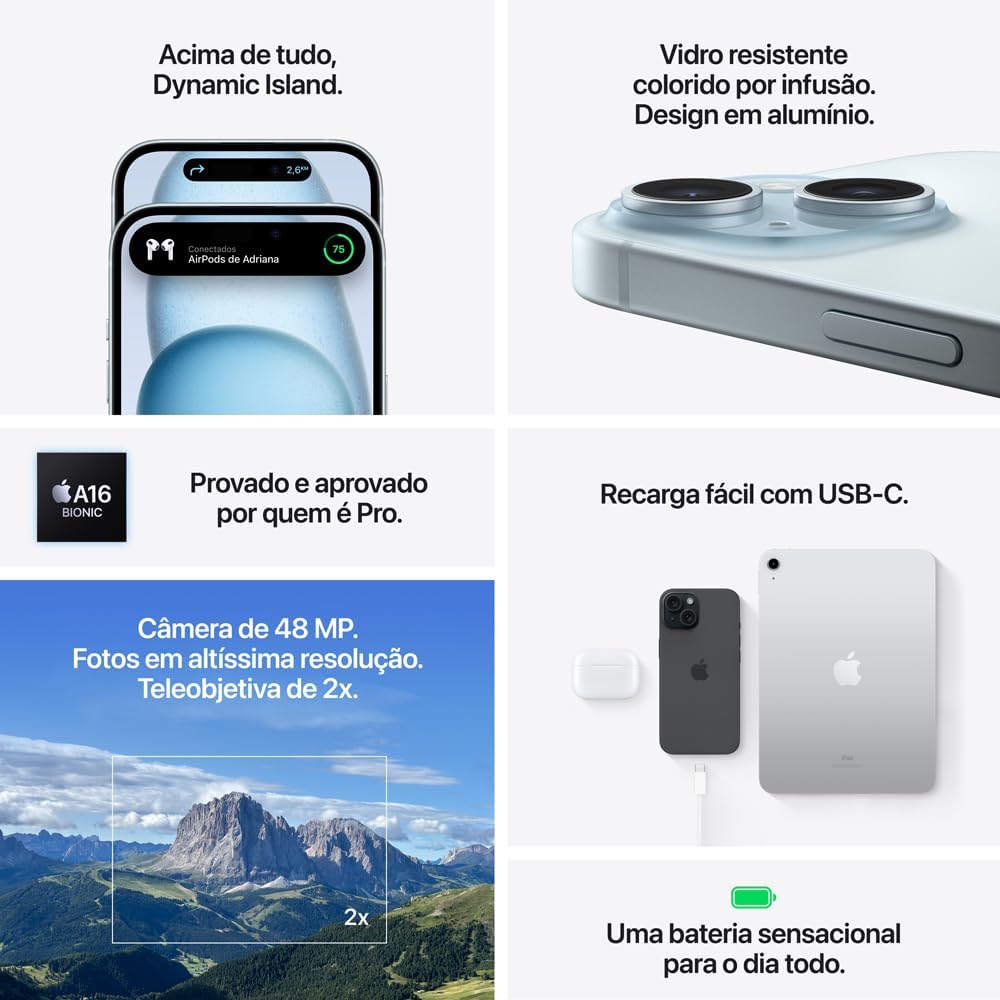 Acima de tudo,
Dynamic Island.
2,6KM
Conectados
AirPods de Adriana
75
Vidro resistente
colorido por infusão.
Design em alumínio.
A16
BIONIC
Provado e aprovado
por quem é Pro.
Recarga fácil com USB-C.
iPad
Câmera de 48 MP.
Fotos em altíssima resolução.
Teleobjetiva de 2x.
2x
Uma bateria sensacional
para o dia todo.